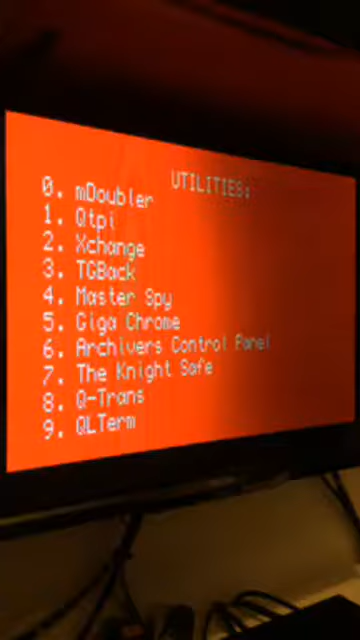 UTILITIES:
0. mDoubler
1. Qtpi
2. Xchange
3. TGBack
4. Master Spy
5. Giga Chrome
6. Archivers Control Panel
7. The Knight Safe
8. Q-Trans
9. QLTerm